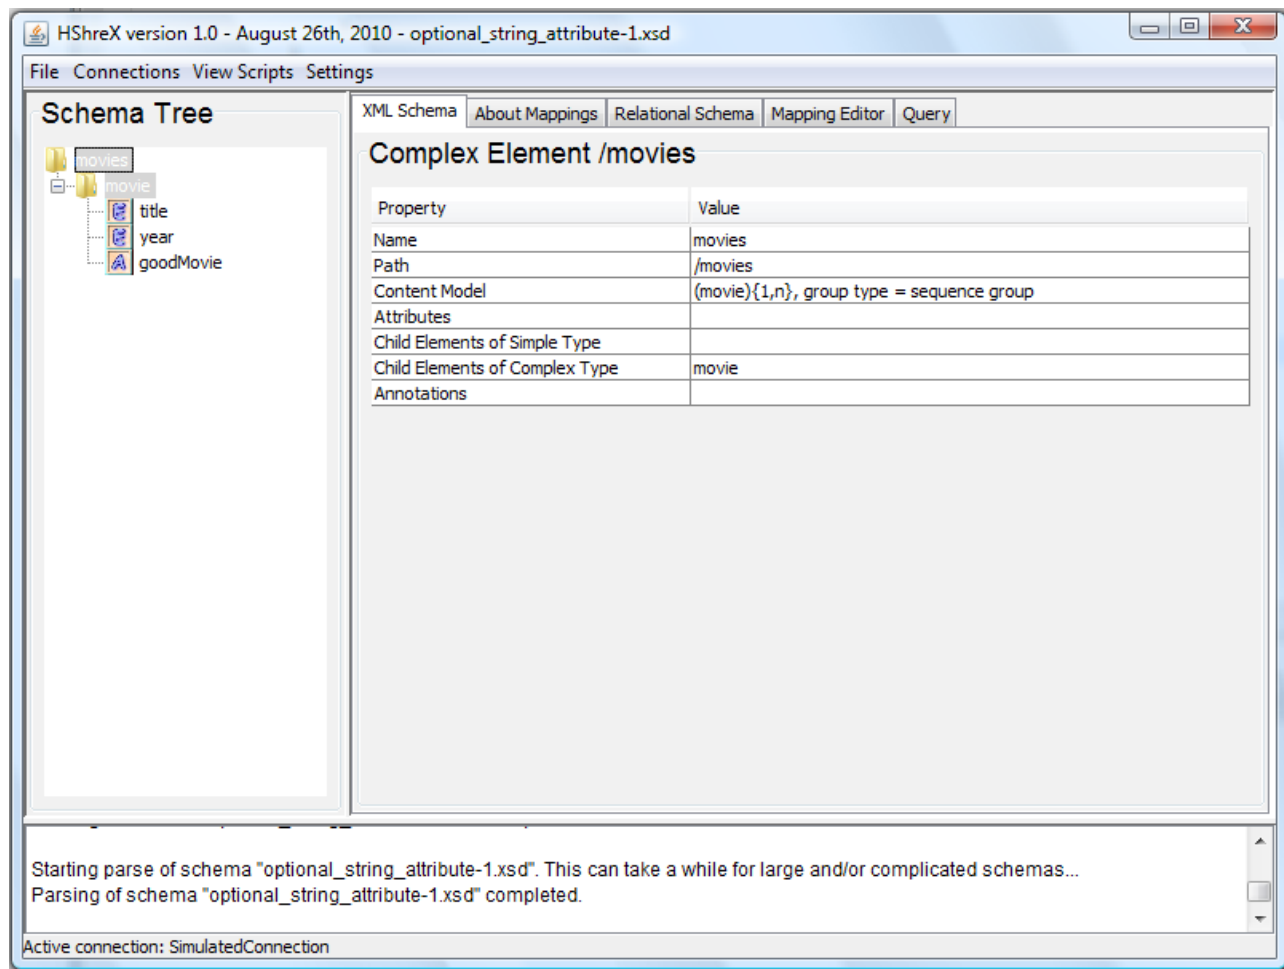 HShreX version 1.0 - August 26th, 2010 - optional_string_attribute-1.xsd
File Connections View Scripts Settings
Schema Tree
movies
movie
title
year
goodMovie
XML Schema About Mappings Relational Schema Mapping Editor Query
Complex Element /movies
Property Value
Name movies
Path /movies
Content Model (movie){1,n}, group type = sequence group
Attributes
Child Elements of Simple Type
Child Elements of Complex Type movie
Annotations
Starting parse of schema "optional_string_attribute-1.xsd". This can take a while for large and/or complicated schemas...
Parsing of schema "optional_string_attribute-1.xsd" completed.
Active connection: SimulatedConnection